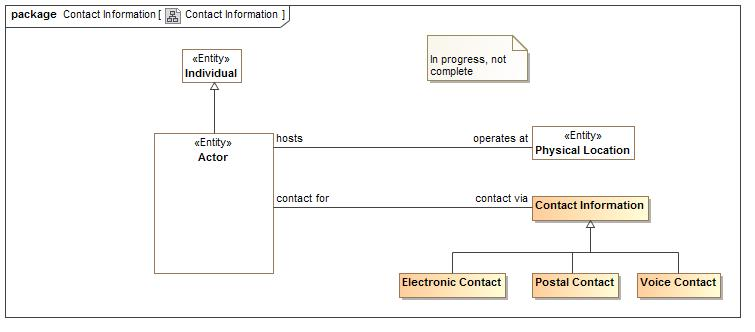 package Contact Information [ Contact Information ]
«Entity»
Individual
In progress, not
complete
«Entity»
Actor
hosts
operates at
«Entity»
Physical Location
contact for
contact via
Contact Information
Electronic Contact
Postal Contact
Voice Contact